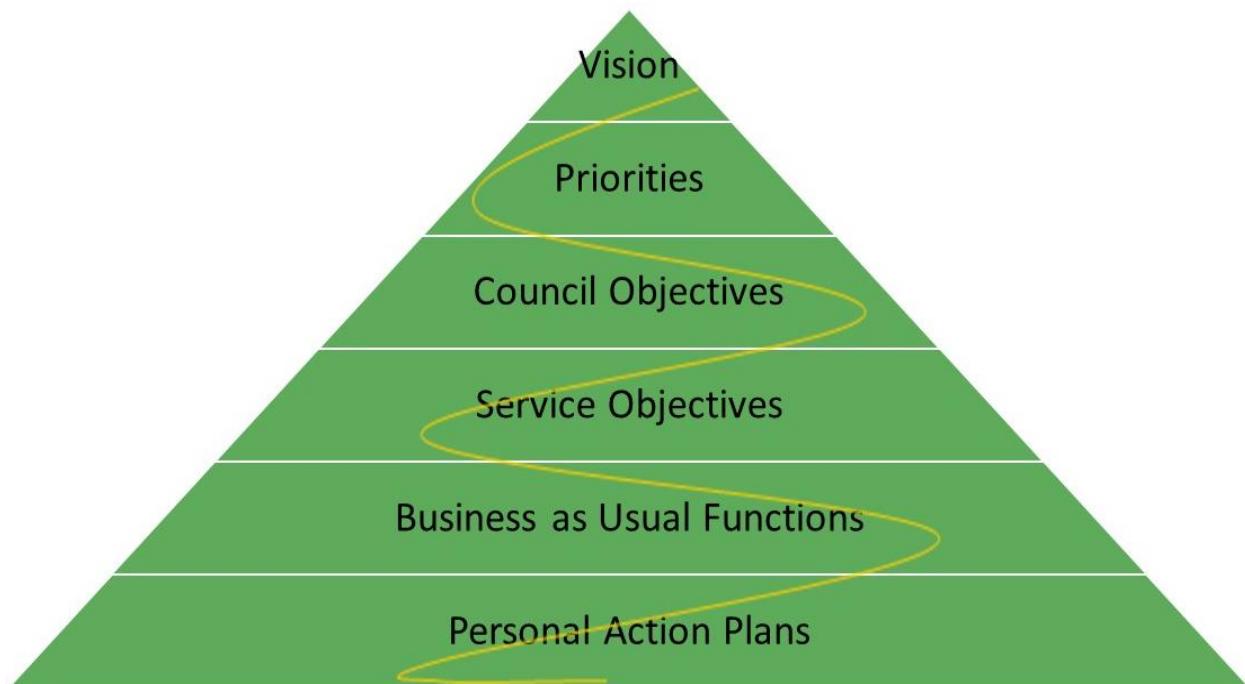 Vision
Priorities
Council Objectives
Service Objectives
Business as Usual Functions
Personal Action Plans